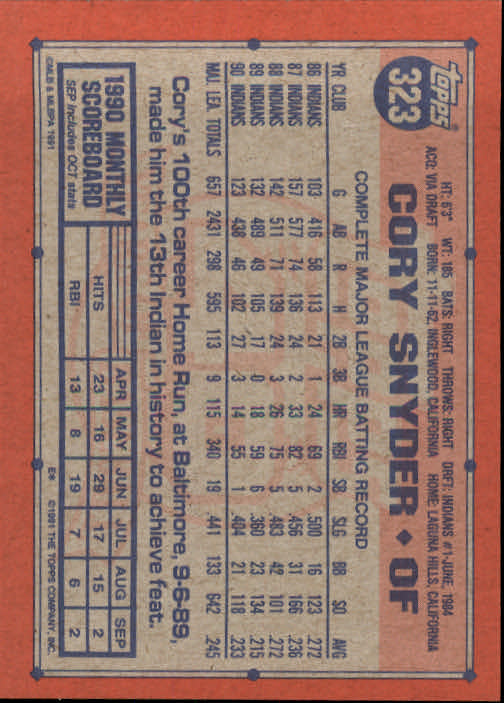 TOPPS
323
HT: 6'3" WT: 185 BATS: RIGHT THROWS: RIGHT DRFT: INDIANS #1-JUNE, 1984
ACQ: VIA DRAFT BORN: 11-11-62, INGLEWOOD, CALIFORNIA HOME: LAGUNA HILLS, CALIFORNIA
CORY SNYDER ◆ OF
COMPLETE MAJOR LEAGUE BATTING RECORD
YR CLUB G AB R H 2B 3B HR RBI SB SLG BB SO AVG
86 INDIANS 103 416 58 113 21 1 24 69 2 .500 16 123 .272
87 INDIANS 157 577 74 136 24 2 33 82 5 .456 31 166 .236
88 INDIANS 142 511 71 139 24 3 26 75 5 .483 42 101 .272
89 INDIANS 132 489 49 105 17 0 18 59 6 .360 23 134 .215
90 INDIANS 123 438 46 102 27 3 14 55 1 .404 21 118 .233
MAJ. LEA. TOTALS 657 2431 298 595 113 9 115 340 19 .441 133 642 .245
Cory's 100th career Home Run, at Baltimore, 9-6-89,
made him the 13th Indian in history to achieve feat.
1990 MONTHLY
SCOREBOARD
SEP includes OCT stats
APR MAY JUN JUL AUG SEP
HITS 23 16 29 17 15 2
RBI 13 8 19 7 6 2
©MLB & MLBPA 1991
E* © 1991 THE TOPPS COMPANY, INC.